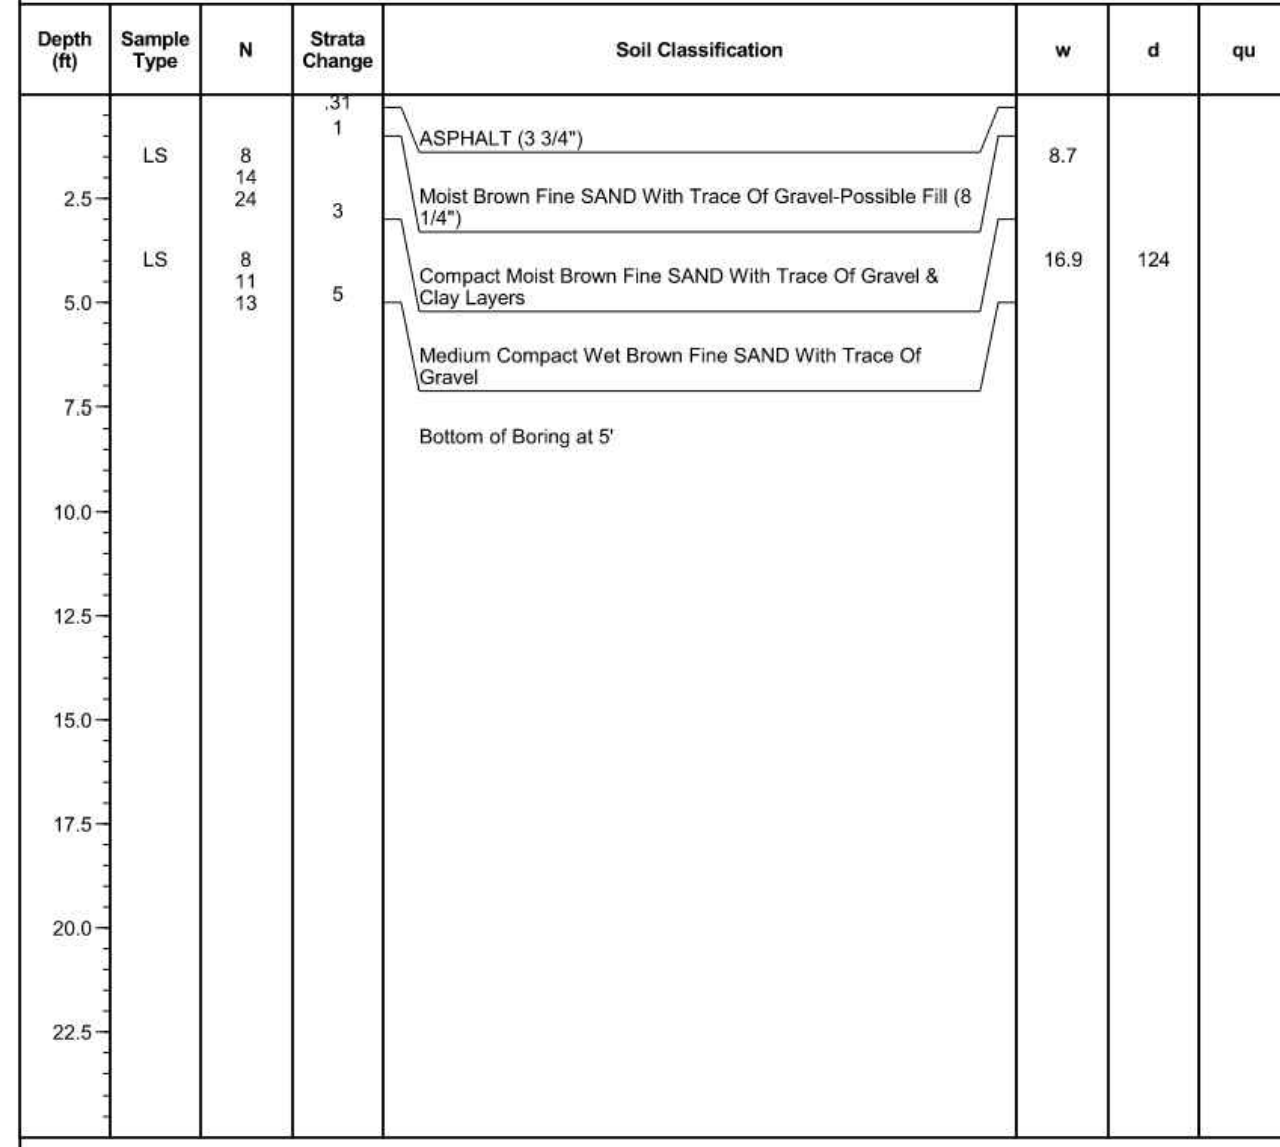 Depth (ft) Sample Type N Strata Change Soil Classification w d qu
.31
1
ASPHALT (3 3/4")
LS 8 8.7
14
2.5 24 Moist Brown Fine SAND With Trace Of Gravel-Possible Fill (8
3 1/4")
LS 8 16.9 124
11 Compact Moist Brown Fine SAND With Trace Of Gravel &
5.0 13 5 Clay Layers
Medium Compact Wet Brown Fine SAND With Trace Of
Gravel
7.5
Bottom of Boring at 5'
10.0
12.5
15.0
17.5
20.0
22.5